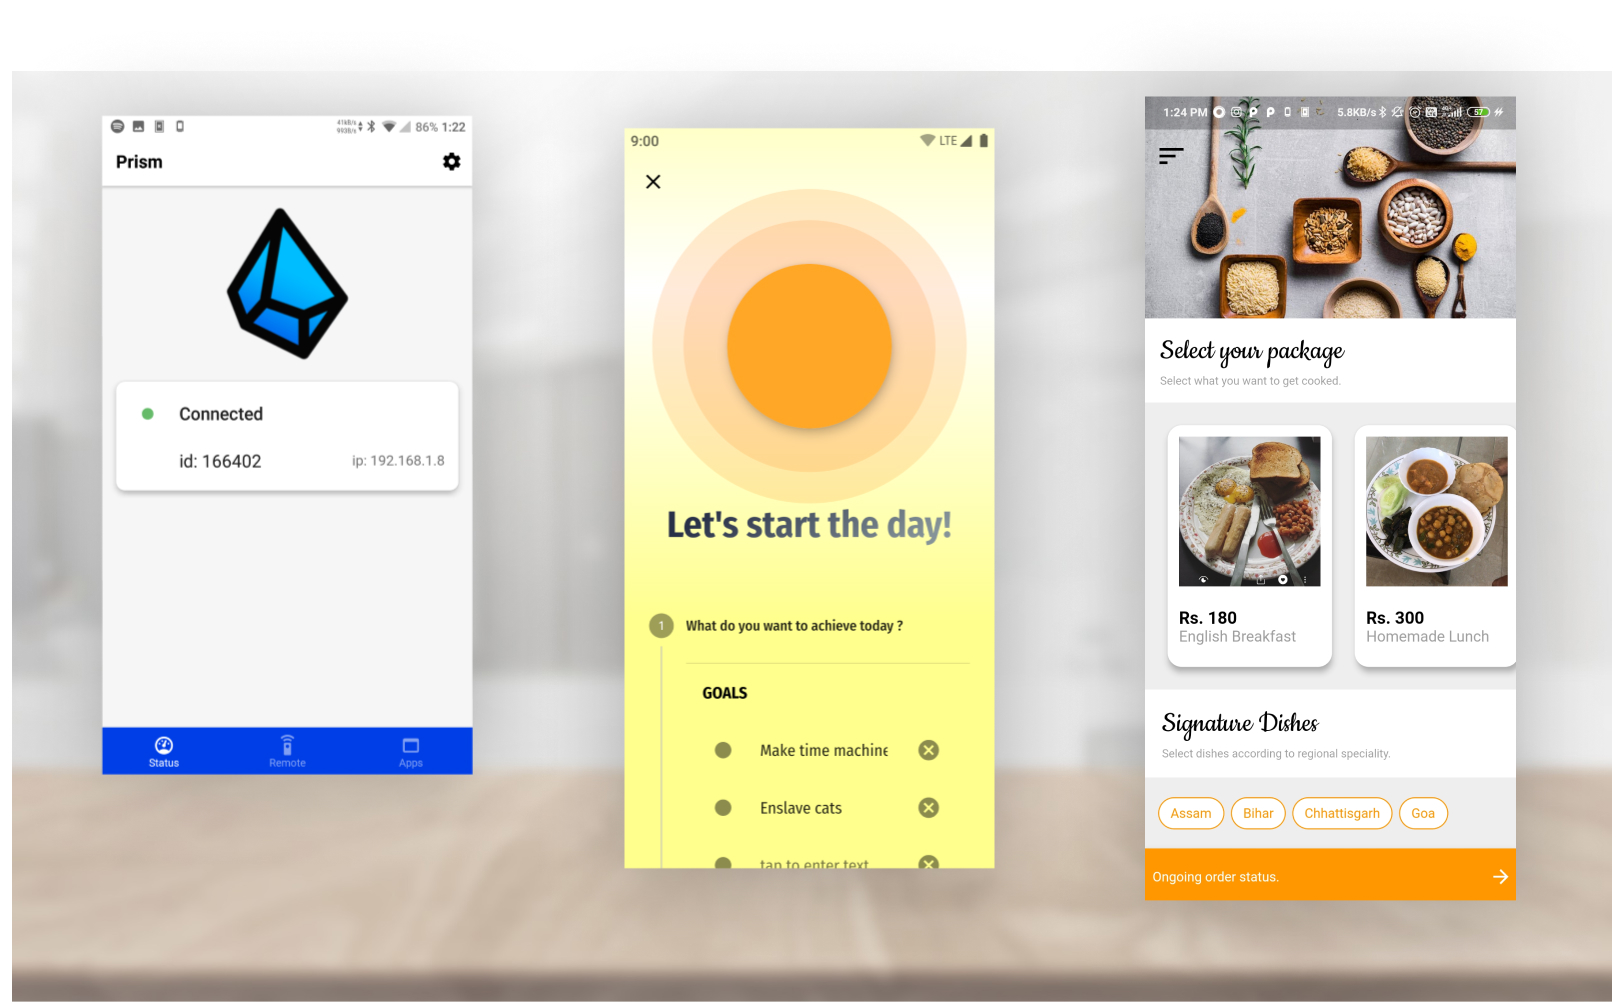 41kB/s
993B/s
86% 1:22
Prism
Connected
id: 166402
ip: 192.168.1.8
Status
Remote
Apps
9:00
LTE
Let's start the day!
1
What do you want to achieve today ?
GOALS
Make time machine
Enslave cats
tap to enter text
1:24 PM
5.8KB/s
57
Select your package
Select what you want to get cooked.
Rs. 180
English Breakfast
Rs. 300
Homemade Lunch
Signature Dishes
Select dishes according to regional speciality.
Assam
Bihar
Chhattisgarh
Goa
Ongoing order status.